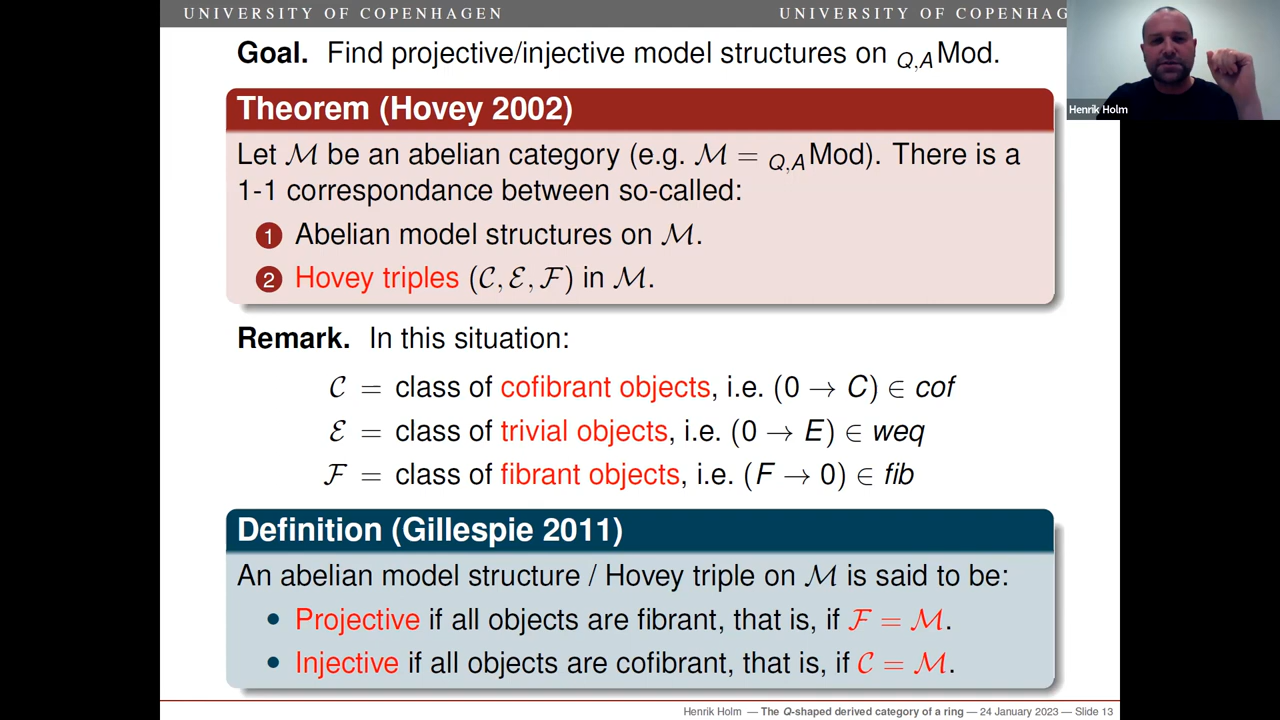 UNIVERSITY OF COPENHAGEN UNIVERSITY OF COPENHAG
Goal. Find projective/injective model structures on Q,AMod.
Henrik Holm
Theorem (Hovey 2002)
Let ℳ be an abelian category (e.g. ℳ = Q,AMod). There is a
1-1 correspondance between so-called:
1 Abelian model structures on ℳ.
2 Hovey triples (𝒞, ℰ, ℱ) in ℳ.
Remark. In this situation:
𝒞 = class of cofibrant objects, i.e. (0 → C) ∈ cof
ℰ = class of trivial objects, i.e. (0 → E) ∈ weq
ℱ = class of fibrant objects, i.e. (F → 0) ∈ fib
Definition (Gillespie 2011)
An abelian model structure / Hovey triple on ℳ is said to be:
• Projective if all objects are fibrant, that is, if ℱ = ℳ.
• Injective if all objects are cofibrant, that is, if 𝒞 = ℳ.
Henrik Holm — The Q-shaped derived category of a ring — 24 January 2023 — Slide 13